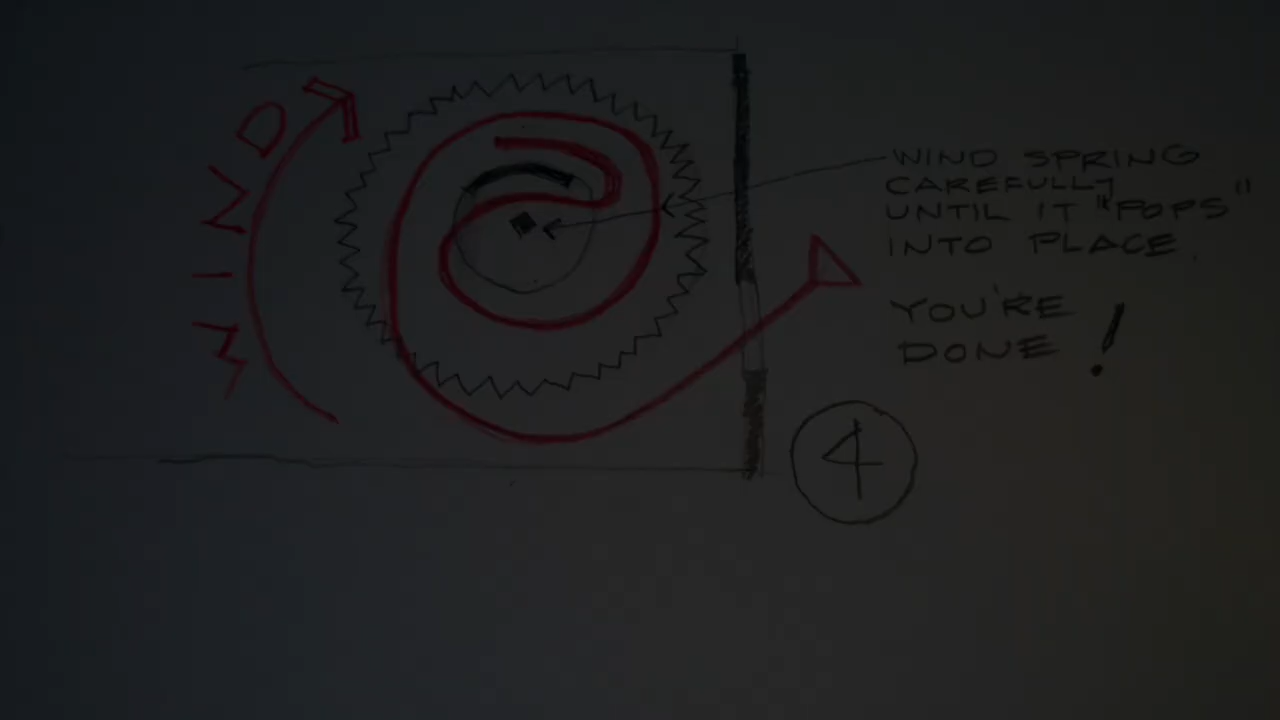 WIND
WIND SPRING
CAREFULLY
UNTIL IT "POPS"
INTO PLACE.
YOU'RE
DONE!
4